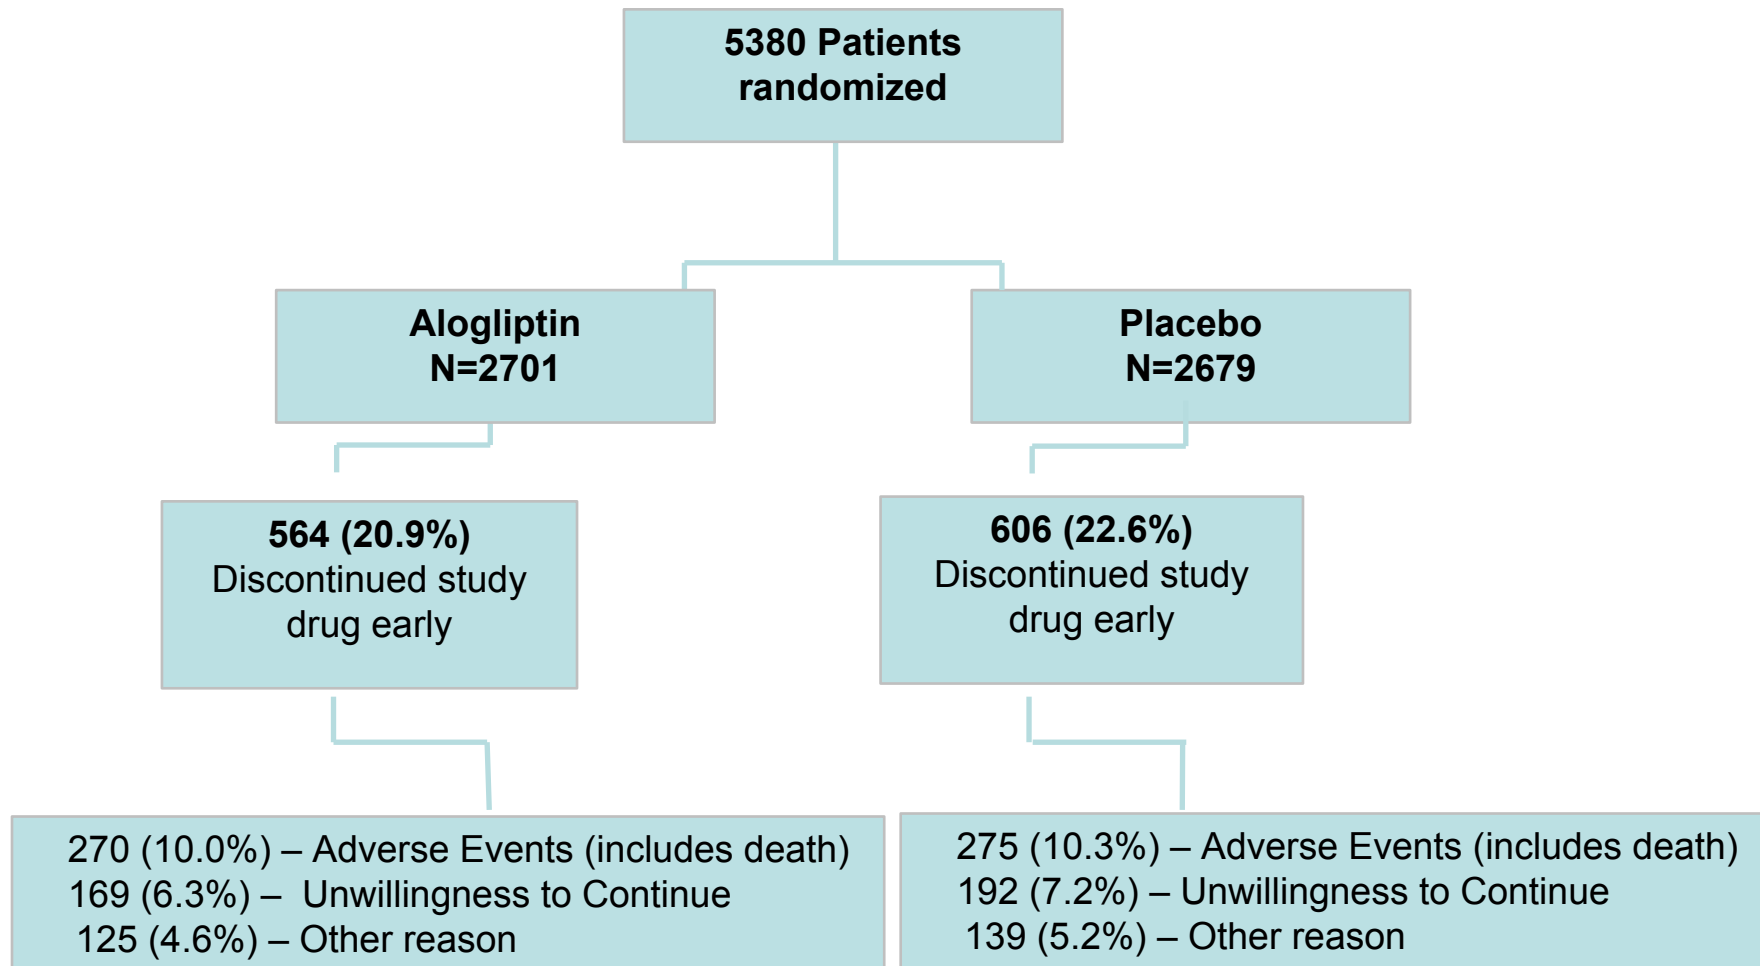 5380 Patients
randomized
Alogliptin
N=2701
Placebo
N=2679
564 (20.9%)
Discontinued study
drug early
606 (22.6%)
Discontinued study
drug early
270 (10.0%) – Adverse Events (includes death)
169 (6.3%) – Unwillingness to Continue
125 (4.6%) – Other reason
275 (10.3%) – Adverse Events (includes death)
192 (7.2%) – Unwillingness to Continue
139 (5.2%) – Other reason